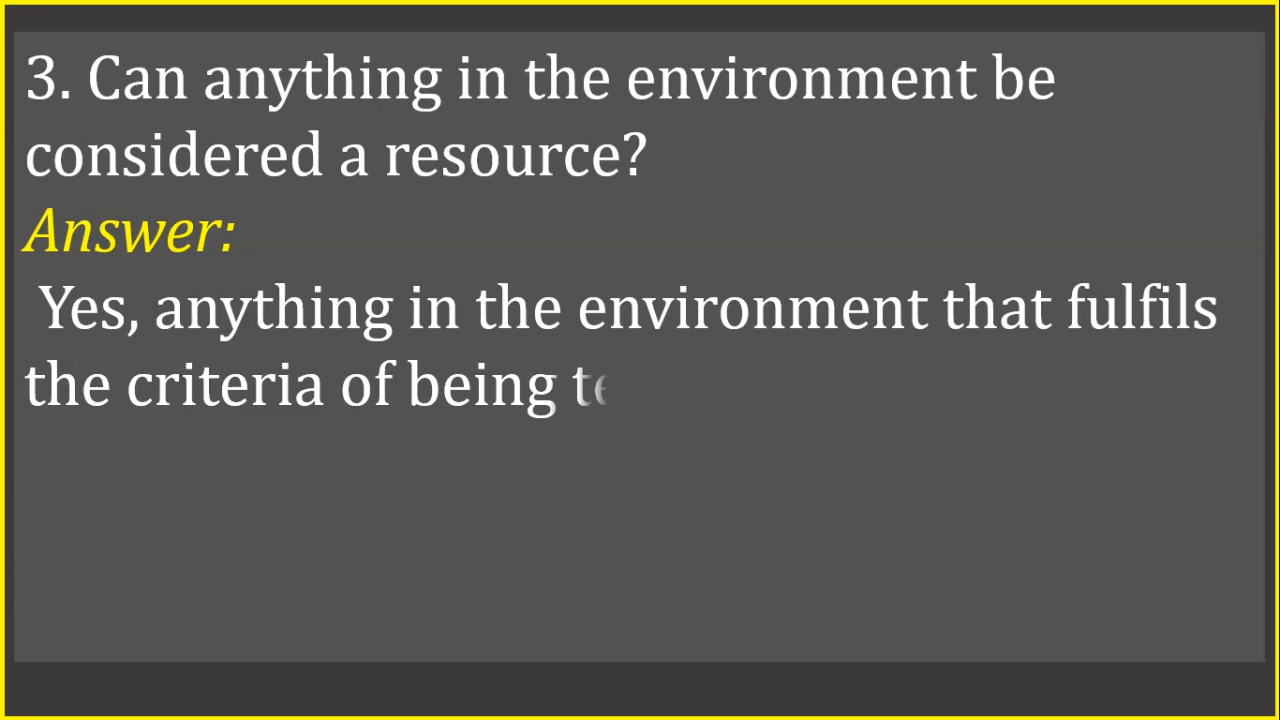 3. Can anything in the environment be
considered a resource?
Answer:
Yes, anything in the environment that fulfils
the criteria of being